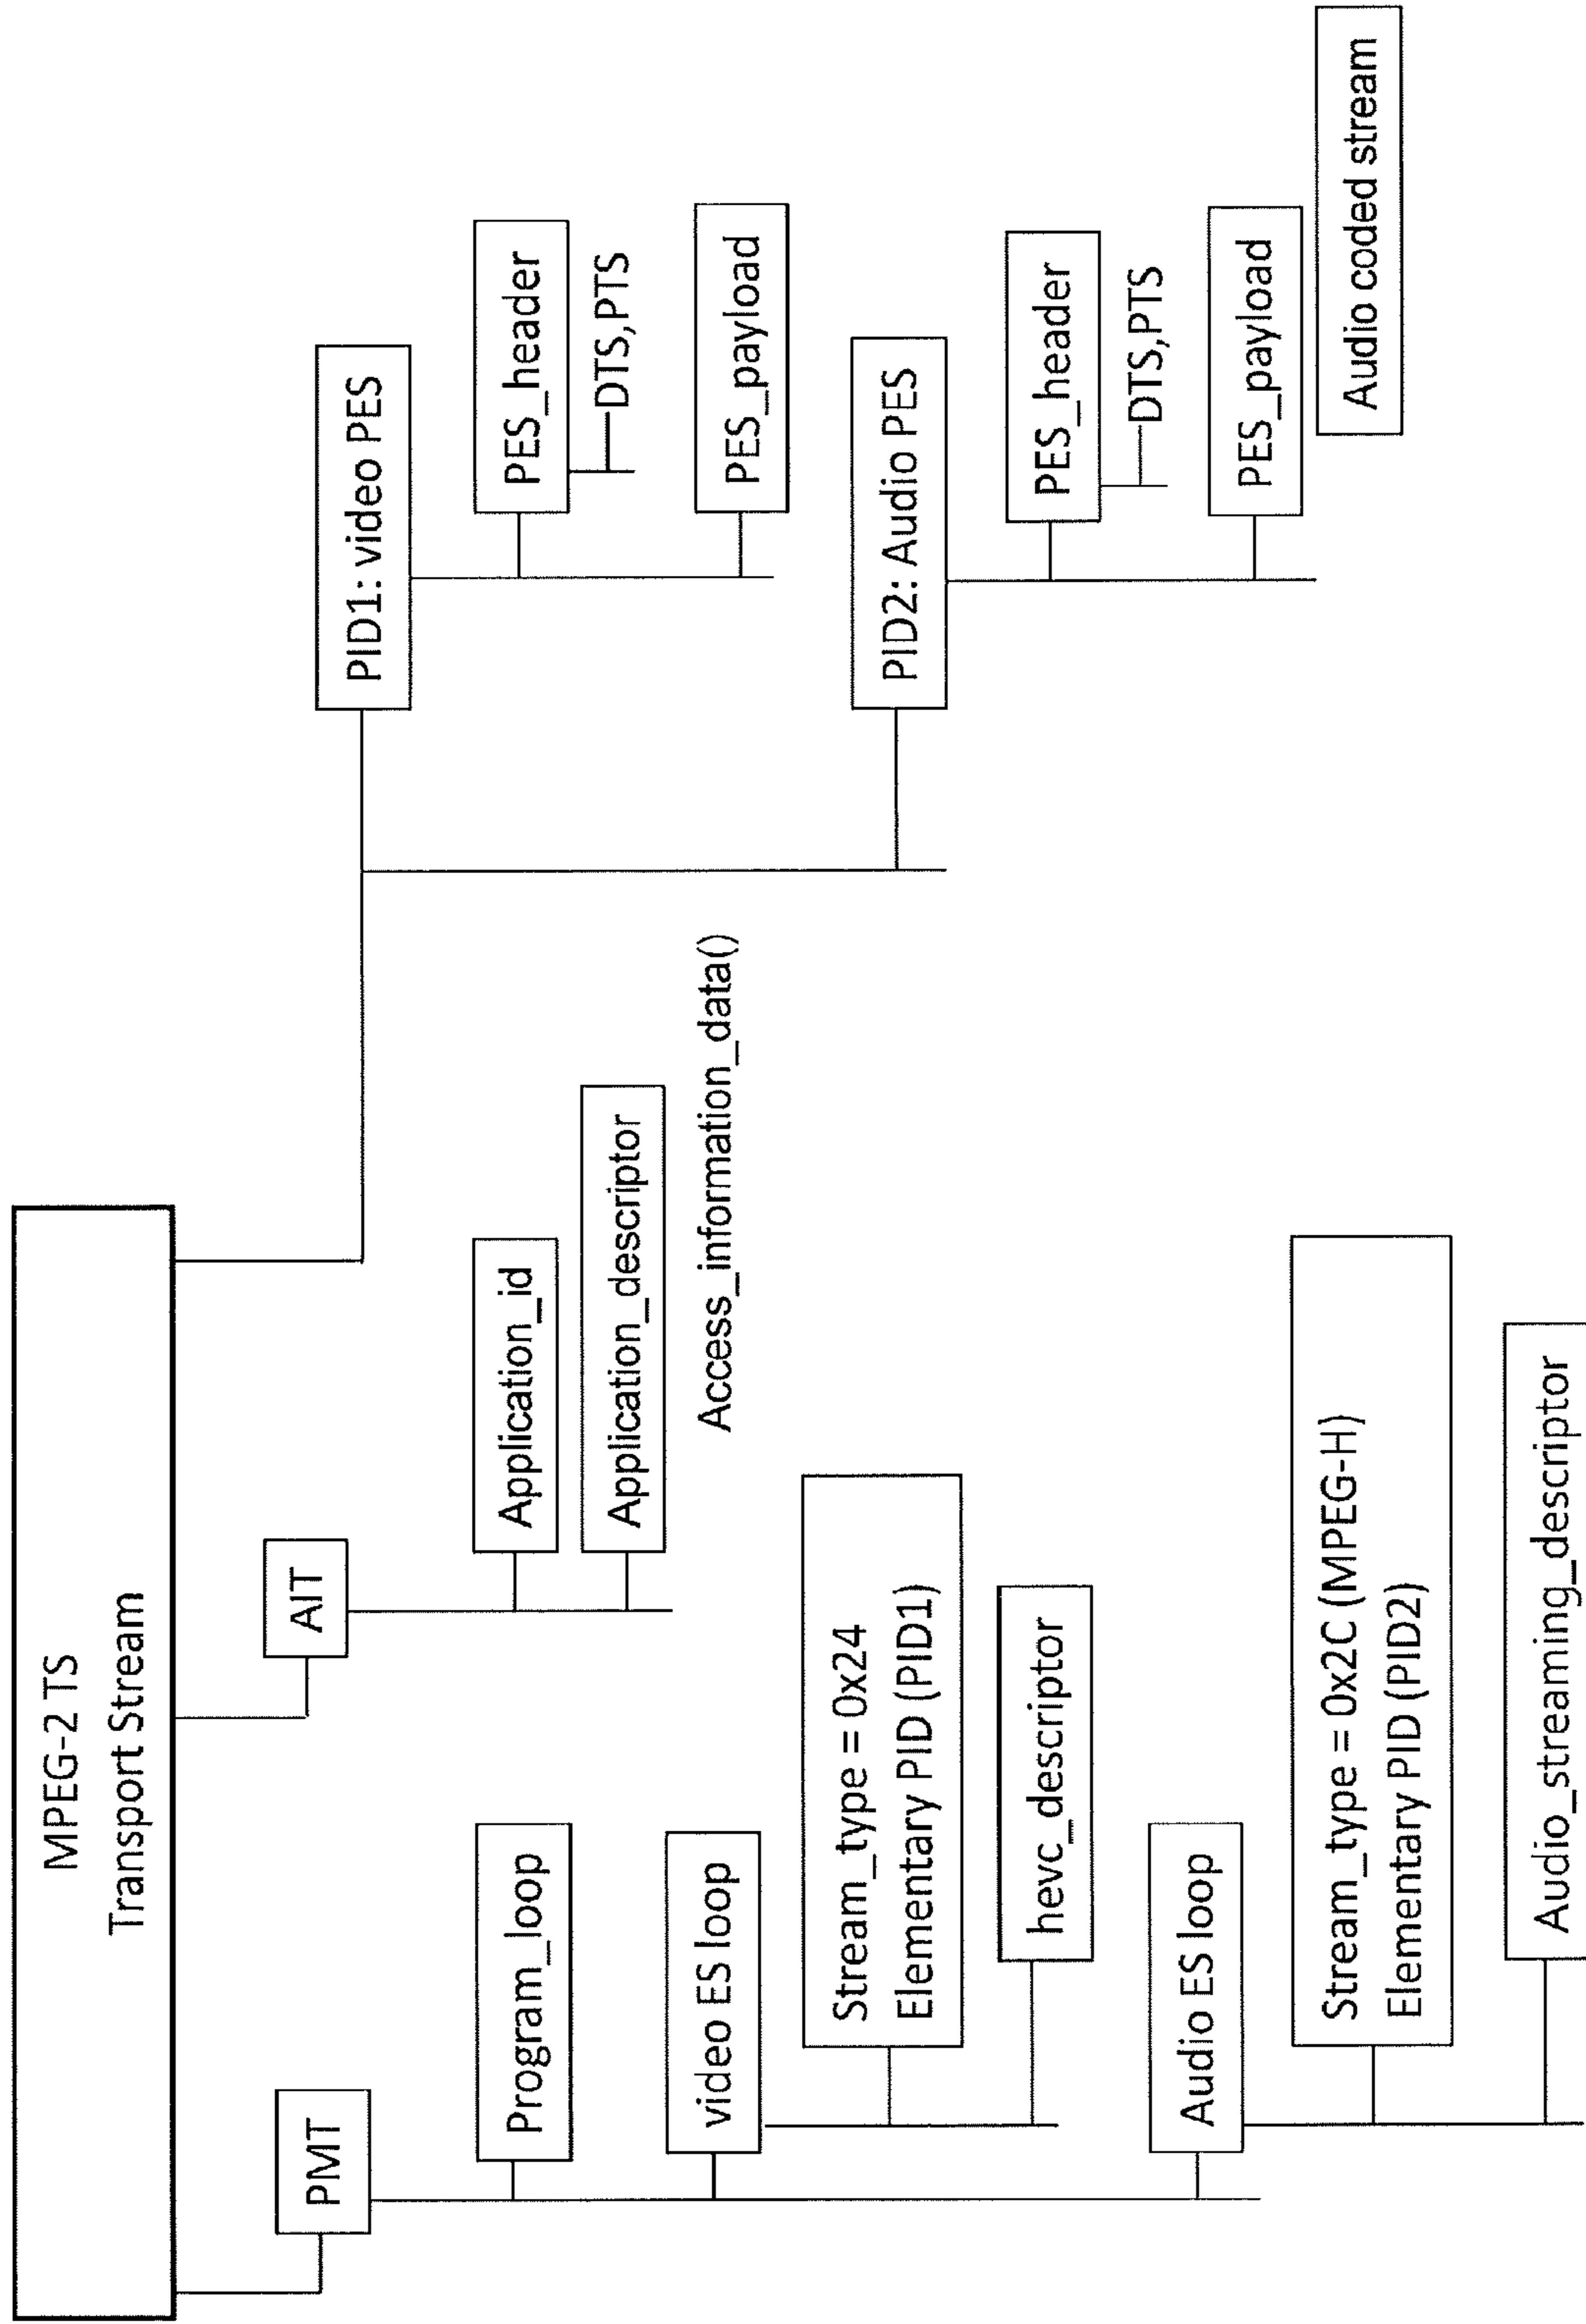 MPEG-2 TS
Transport Stream
PMT
Program_loop
video ES loop
Stream_type = 0x24
Elementary PID (PID1)
hevc_descriptor
Audio ES loop
Stream_type = 0x2C (MPEG-H)
Elementary PID (PID2)
Audio_streaming_descriptor
AIT
Application_id
Application_descriptor
Access_information_data()
PID1: video PES
PES_header
DTS,PTS
PES_payload
PID2: Audio PES
PES_header
DTS,PTS
PES_payload
Audio coded stream